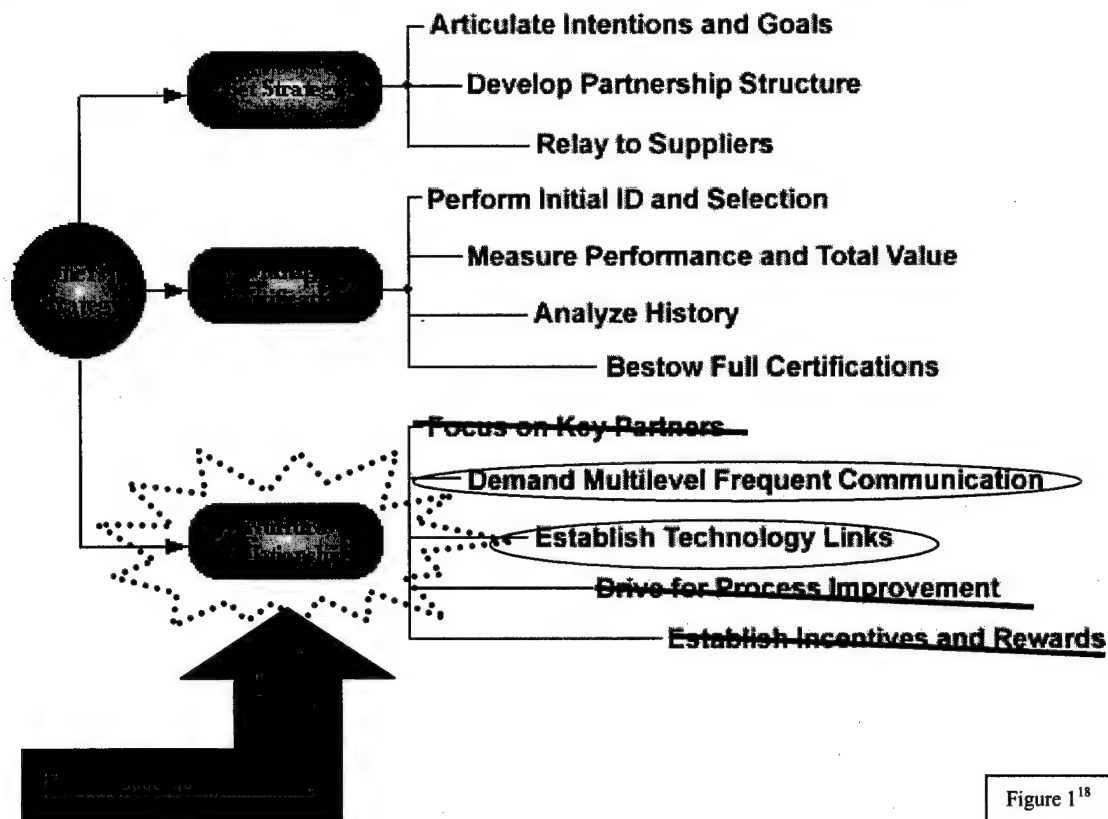 Articulate Intentions and Goals
Strategy
Develop Partnership Structure
Relay to Suppliers
Perform Initial ID and Selection
Measure Performance and Total Value
Analyze History
Bestow Full Certifications
Focus on Key Partners
Demand Multilevel Frequent Communication
Establish Technology Links
Drive for Process Improvement
Establish Incentives and Rewards
Figure 1¹⁸